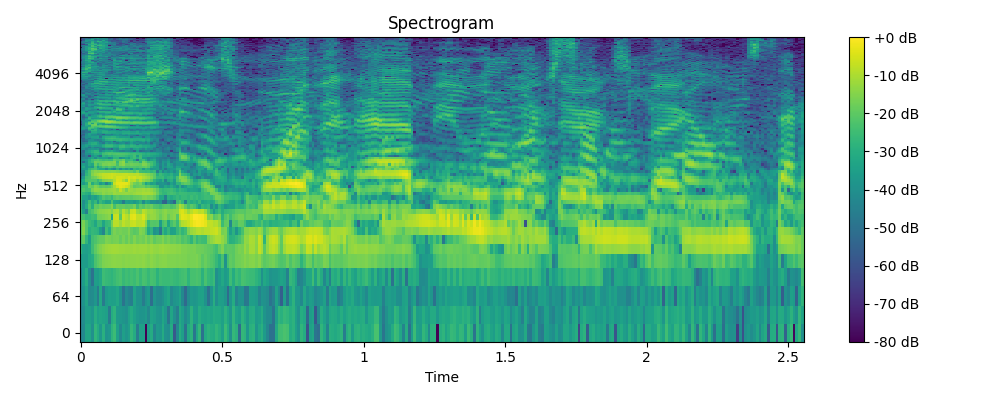 Spectrogram
4096
2048
1024
512
256
128
64
0
Hz
0
0.5
1
1.5
2
2.5
Time
+0 dB
-10 dB
-20 dB
-30 dB
-40 dB
-50 dB
-60 dB
-70 dB
-80 dB